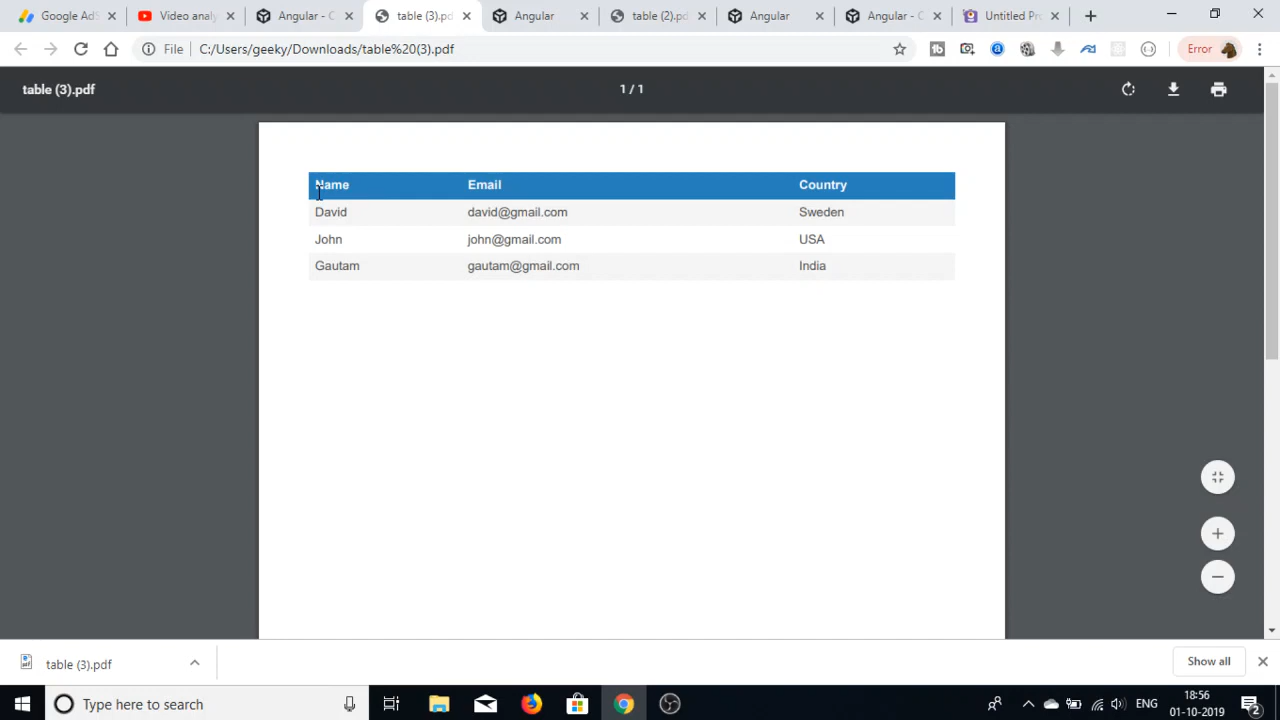 Google AdS
Video analy
Angular - C
table (3).pd
Angular
table (2).pd
Angular
Angular - C
Untitled Pr
File
C:/Users/geeky/Downloads/table%20(3).pdf
Error
table (3).pdf
1 / 1
Name Email Country
David david@gmail.com Sweden
John john@gmail.com USA
Gautam gautam@gmail.com India
table (3).pdf
Show all
Type here to search
ENG
18:56
01-10-2019
2